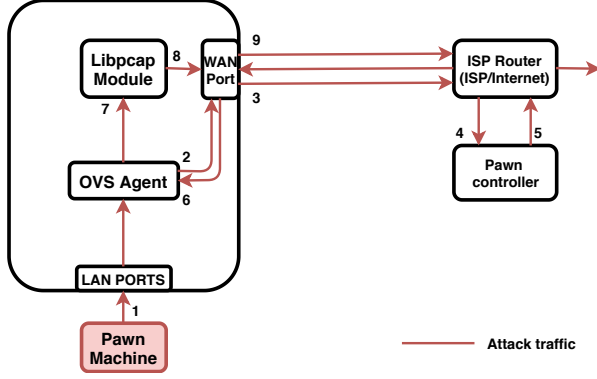 9
Libpcap
Module
8
WAN
Port
ISP Router
(ISP/Internet)
7
3
2
4
5
OVS Agent
6
Pawn
controller
LAN PORTS
1
Pawn
Machine
Attack traffic